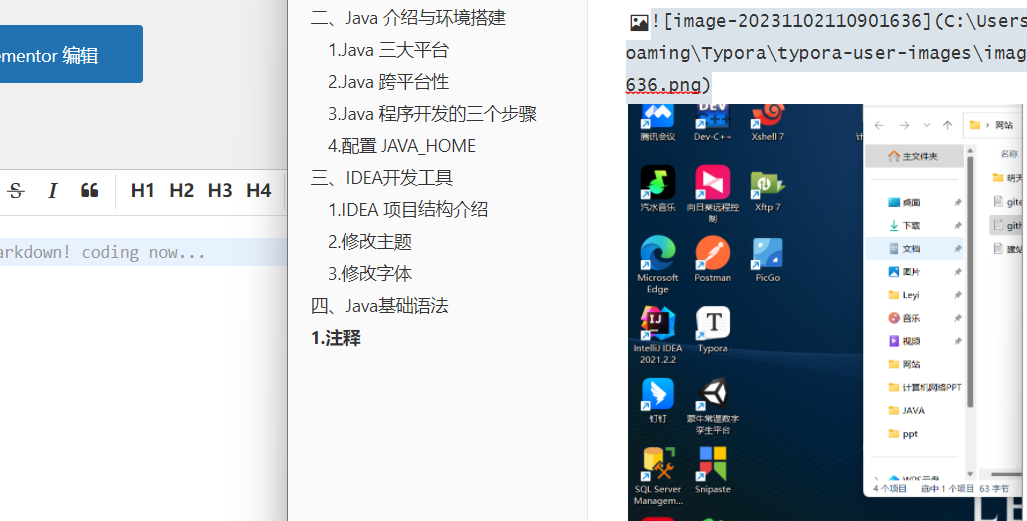 ementor 编辑
S I H1 H2 H3 H4
arkdown! coding now...
二、Java 介绍与环境搭建
1.Java 三大平台
2.Java 跨平台性
3.Java 程序开发的三个步骤
4.配置 JAVA_HOME
三、IDEA开发工具
1.IDEA 项目结构介绍
2.修改主题
3.修改字体
四、Java基础语法
1.注释
![image-20231102110901636](C:\Users
oaming\Typora\typora-user-images\imag
636.png)
腾讯会议 Dev-C++ Xshell 7
汽水音乐 向日葵远程控制 Xftp 7
Microsoft Edge Postman PicGo
IntelliJ IDEA 2021.2.2 Typora
钉钉 蒙牛常温数字孪生平台
SQL Server Managem... Snipaste
网站
名称
主文件夹
桌面
下载
文档
图片
Leyi
音乐
视频
网站
计算机网络PPT
JAVA
ppt
WPS云盘
明天
gite
gith
建站
4 个项目 选中 1 个项目 63 字节